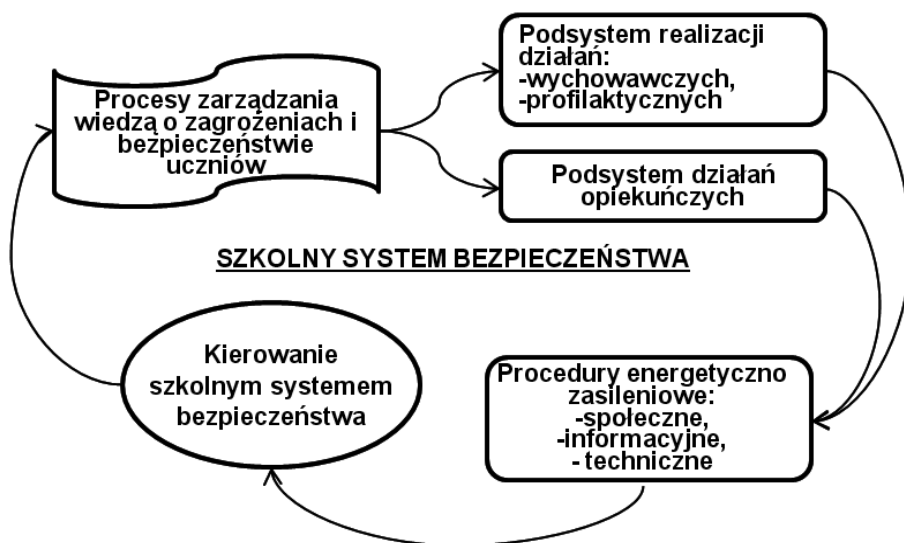 Procesy zarządzania
wiedzą o zagrożeniach i
bezpieczeństwie
uczniów
Podsystem realizacji
działań:
-wychowawczych,
-profilaktycznych
Podsystem działań
opiekuńczych
SZKOLNY SYSTEM BEZPIECZEŃSTWA
Kierowanie
szkolnym systemem
bezpieczeństwa
Procedury energetyczno
zasileniowe:
-społeczne,
-informacyjne,
- techniczne